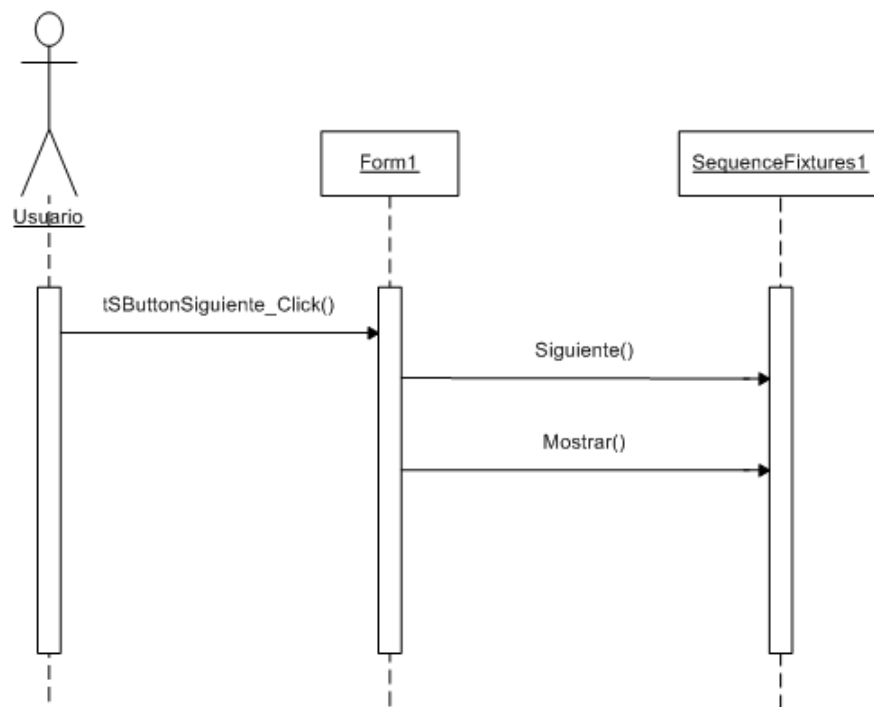 Form1
SequenceFixtures1
Usuario
tSButtonSiguiente_Click()
Siguiente()
Mostrar()